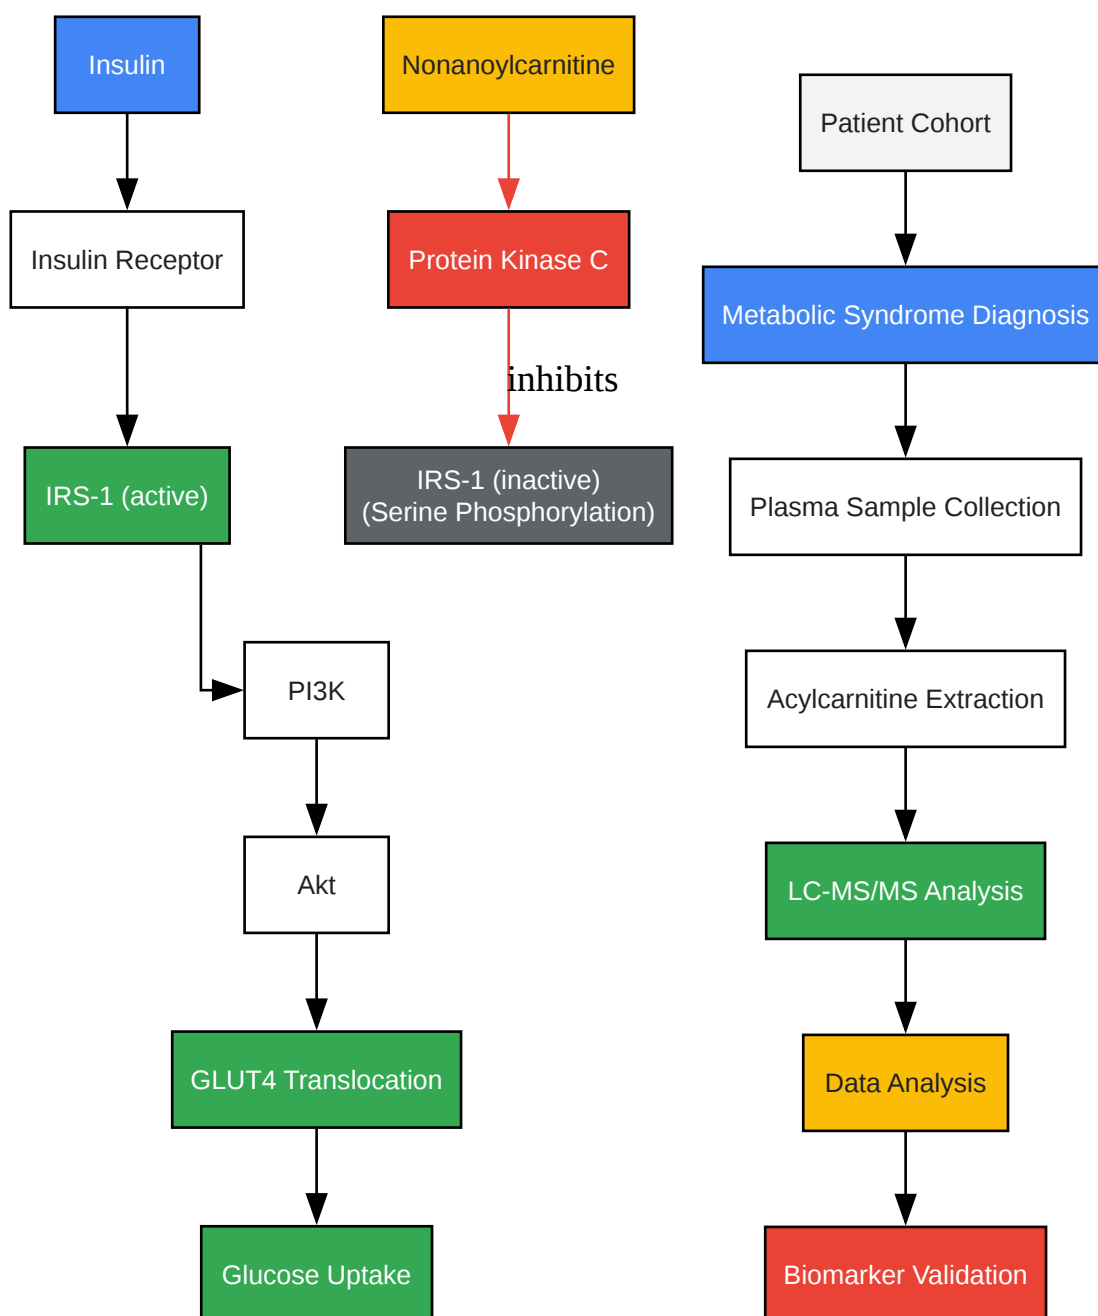 Insulin
Insulin Receptor
IRS-1 (active)
PI3K
Akt
GLUT4 Translocation
Glucose Uptake
Nonanoylcarnitine
Protein Kinase C
inhibits
IRS-1 (inactive)
(Serine Phosphorylation)
Patient Cohort
Metabolic Syndrome Diagnosis
Plasma Sample Collection
Acylcarnitine Extraction
LC-MS/MS Analysis
Data Analysis
Biomarker Validation